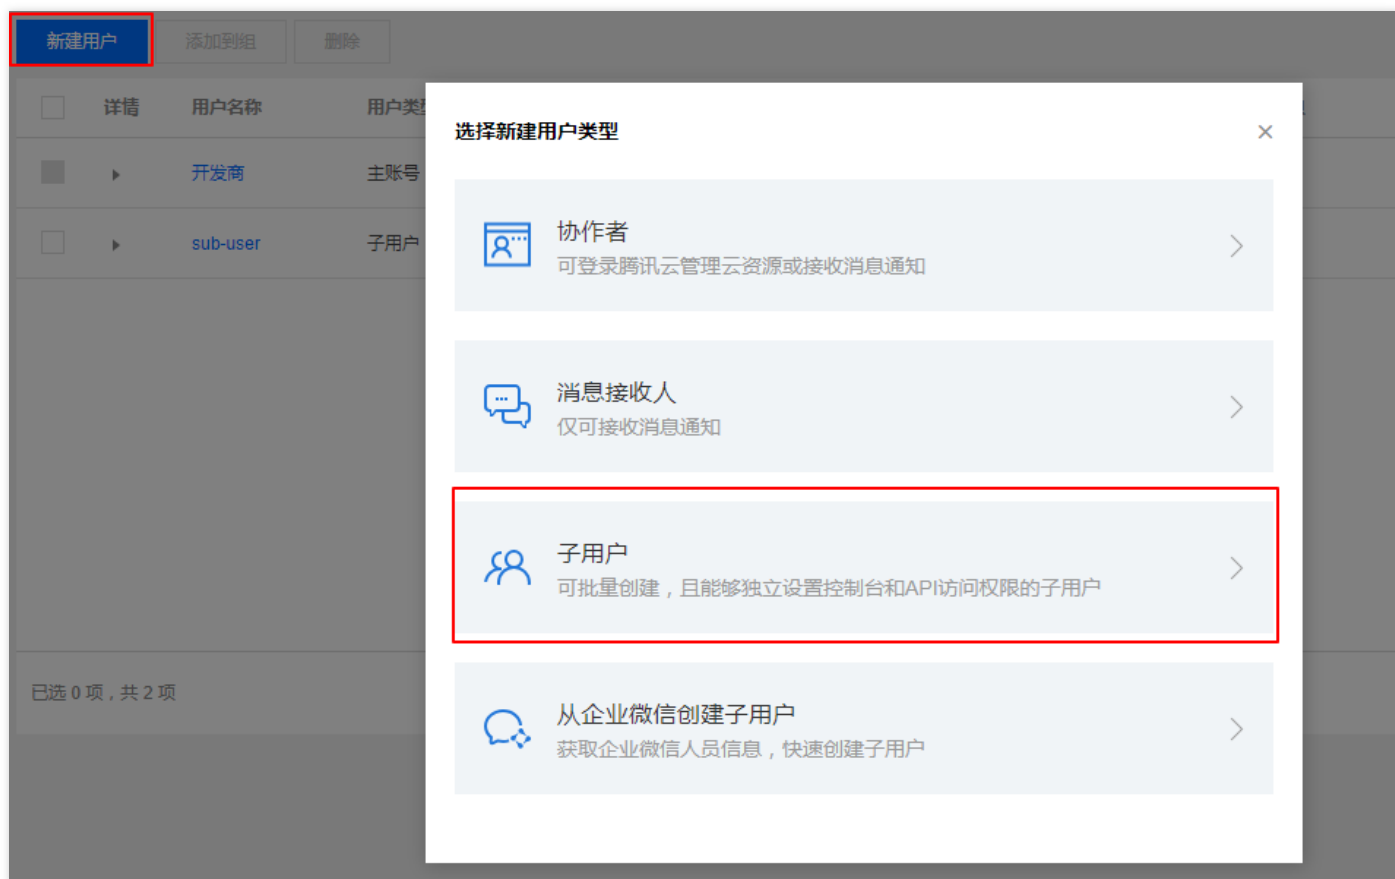 新建用户 添加到组 删除
详情 用户名称 用户类型
选择新建用户类型
开发商 主账号
协作者
sub-user 子用户
可登录腾讯云管理云资源或接收消息通知
消息接收人
仅可接收消息通知
子用户
可批量创建，且能够独立设置控制台和API访问权限的子用户
已选 0 项，共 2 项
从企业微信创建子用户
获取企业微信人员信息，快速创建子用户